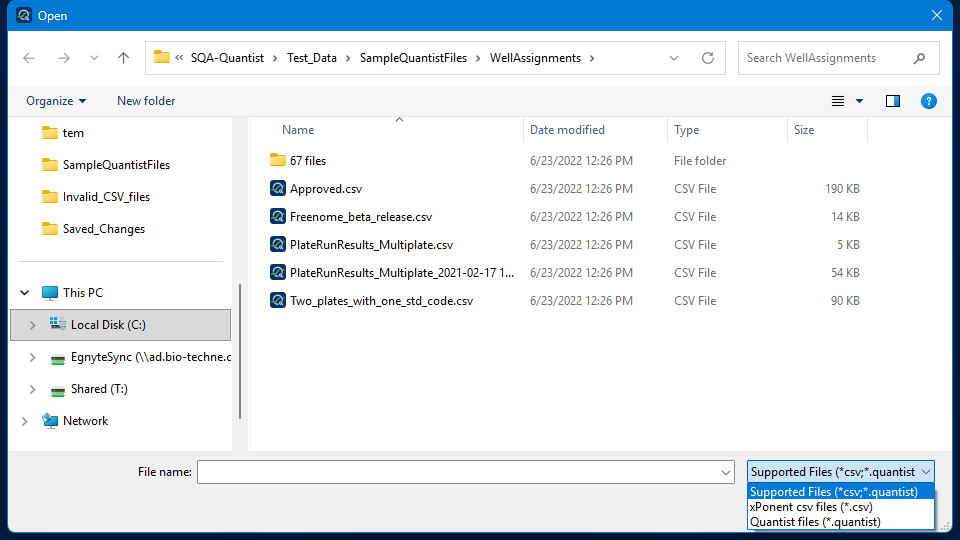 Open
« SQA-Quantist > Test_Data > SampleQuantistFiles > WellAssignments >
Search WellAssignments
Organize New folder
tem
SampleQuantistFiles
Invalid_CSV_files
Saved_Changes
This PC
Local Disk (C:)
EgnyteSync (\\ad.bio-techne.c
Shared (T:)
Network
Name Date modified Type Size
67 files 6/23/2022 12:26 PM File folder
Approved.csv 6/23/2022 12:26 PM CSV File 190 KB
Freenome_beta_release.csv 6/23/2022 12:26 PM CSV File 14 KB
PlateRunResults_Multiplate.csv 6/23/2022 12:26 PM CSV File 5 KB
PlateRunResults_Multiplate_2021-02-17 1... 6/23/2022 12:26 PM CSV File 54 KB
Two_plates_with_one_std_code.csv 6/23/2022 12:26 PM CSV File 90 KB
File name:
Supported Files (*csv;*.quantist
Supported Files (*csv;*.quantist)
xPonent csv files (*.csv)
Quantist files (*.quantist)